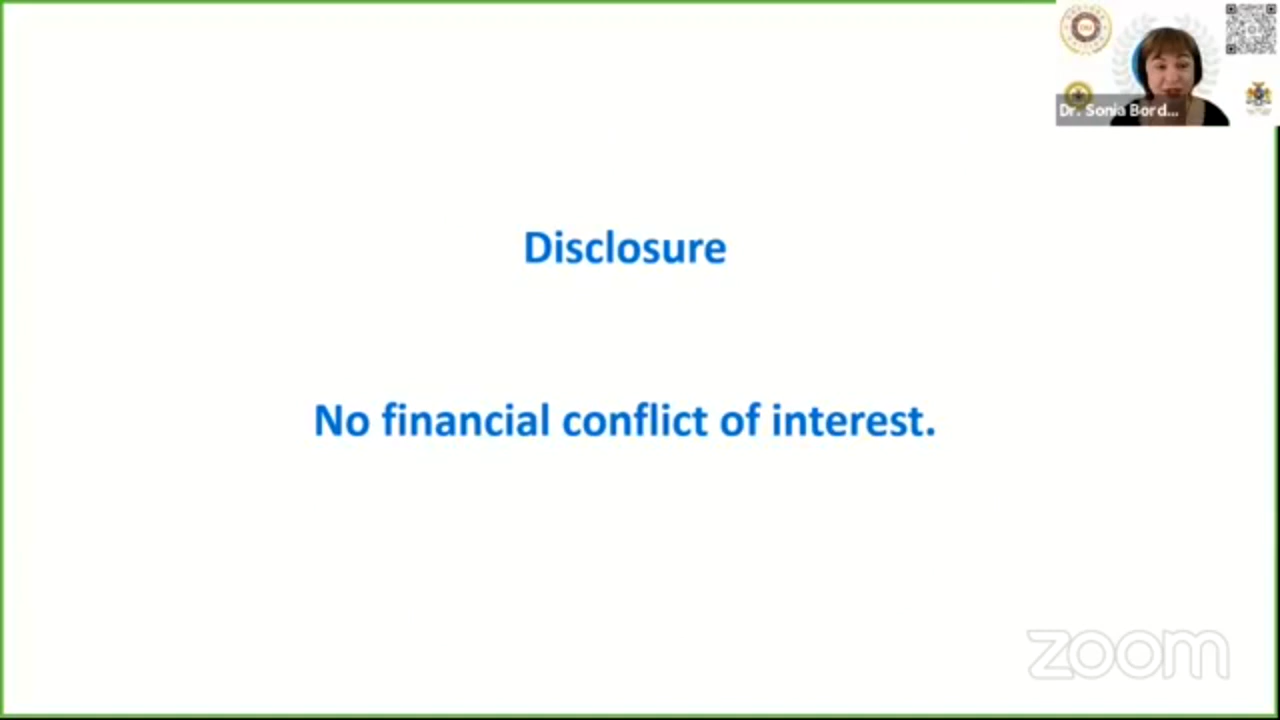 Dr. Sonia Bord...
Disclosure
No financial conflict of interest.
zoom